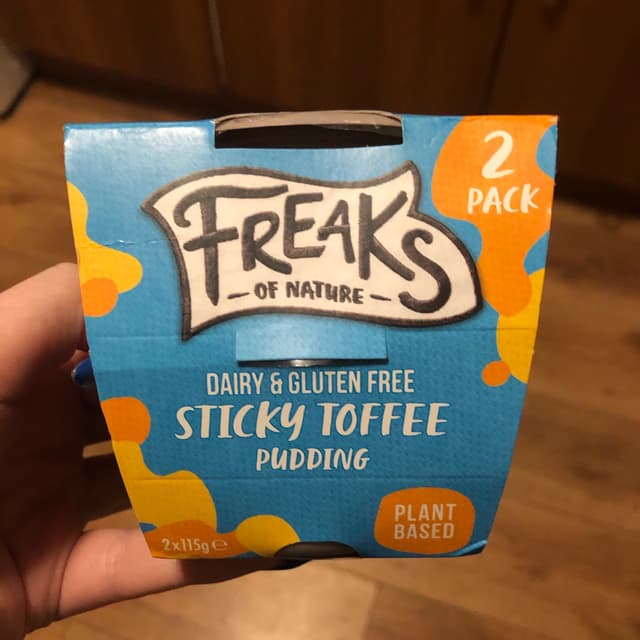 2
PACK
FREAKS
— OF NATURE —
DAIRY & GLUTEN FREE
STICKY TOFFEE
PUDDING
PLANT
BASED
2x115g ℮